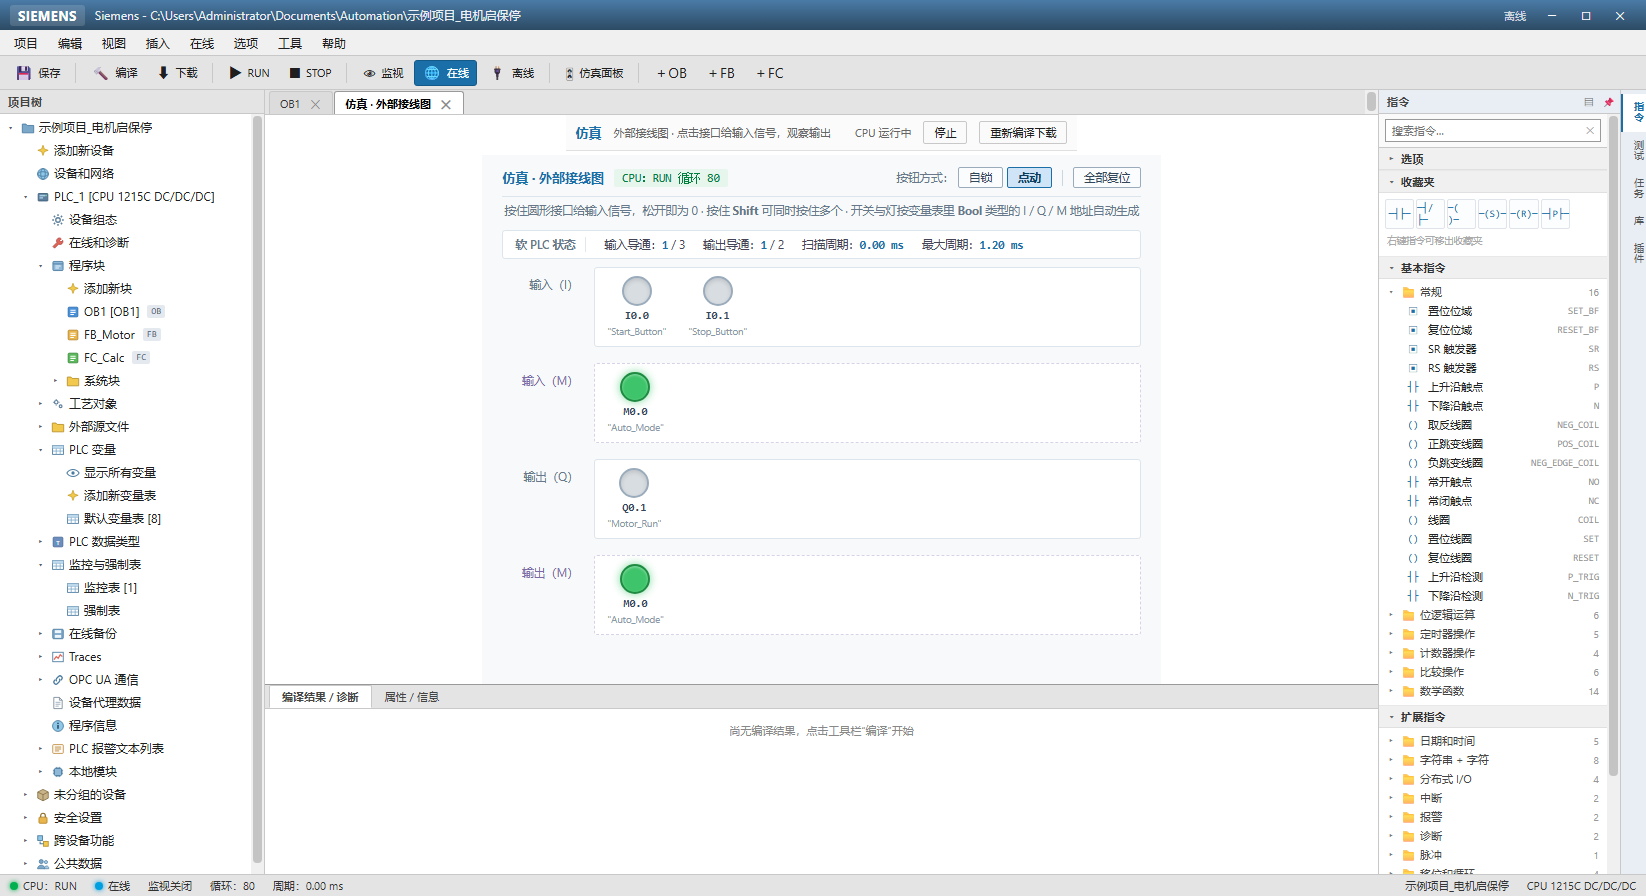 SIEMENS Siemens - C:\Users\Administrator\Documents\Automation\示例项目_电机启保停 离线
项目 编辑 视图 插入 在线 选项 工具 帮助
保存 编译 下载 RUN STOP 监视 在线 离线 仿真面板 +OB +FB +FC
项目树
示例项目_电机启保停
添加新设备
设备和网络
PLC_1 [CPU 1215C DC/DC/DC]
设备组态
在线和诊断
程序块
添加新块
OB1 [OB1] OB
FB_Motor FB
FC_Calc FC
系统块
工艺对象
外部源文件
PLC 变量
显示所有变量
添加新变量表
默认变量表 [8]
PLC 数据类型
监控与强制表
监控表 [1]
强制表
在线备份
Traces
OPC UA 通信
设备代理数据
程序信息
PLC 报警文本列表
本地模块
未分组的设备
安全设置
跨设备功能
公共数据
OB1 仿真 · 外部接线图
仿真 外部接线图 · 点击接口给输入信号，观察输出 CPU 运行中 停止 重新编译下载
仿真 · 外部接线图 CPU: RUN 循环 80 按钮方式: 自锁 点动 全部复位
按住圆形接口给输入信号，松开即为 0 · 按住 Shift 可同时按住多个 · 开关与灯按变量表里 Bool 类型的 I / Q / M 地址自动生成
软 PLC 状态 输入导通: 1 / 3 输出导通: 1 / 2 扫描周期: 0.00 ms 最大周期: 1.20 ms
输入 (I)
I0.0 I0.1
"Start_Button" "Stop_Button"
输入 (M)
M0.0
"Auto_Mode"
输出 (Q)
Q0.1
"Motor_Run"
输出 (M)
M0.0
"Auto_Mode"
编译结果 / 诊断 属性 / 信息
尚无编译结果，点击工具栏"编译"开始
指令
搜索指令...
选项
收藏夹
⊣⊢ ⊣/⊢ -( )- -(S)- -(R)- ⊣P⊢
右键指令可移出收藏夹
基本指令
常规 16
置位位域 SET_BF
复位位域 RESET_BF
SR 触发器 SR
RS 触发器 RS
上升沿触点 P
下降沿触点 N
取反线圈 NEG_COIL
正跳变线圈 POS_COIL
负跳变线圈 NEG_EDGE_COIL
常开触点 NO
常闭触点 NC
线圈 COIL
置位线圈 SET
复位线圈 RESET
上升沿检测 P_TRIG
下降沿检测 N_TRIG
位逻辑运算 6
定时器操作 5
计数器操作 4
比较操作 6
数学函数 14
扩展指令
日期和时间 5
字符串 + 字符 8
分布式 I/O 4
中断 2
报警 2
诊断 2
脉冲 1
指令
测试
任务
库
插件
CPU: RUN 在线 监视关闭 循环: 80 周期: 0.00 ms 示例项目_电机启保停 CPU 1215C DC/DC/DC